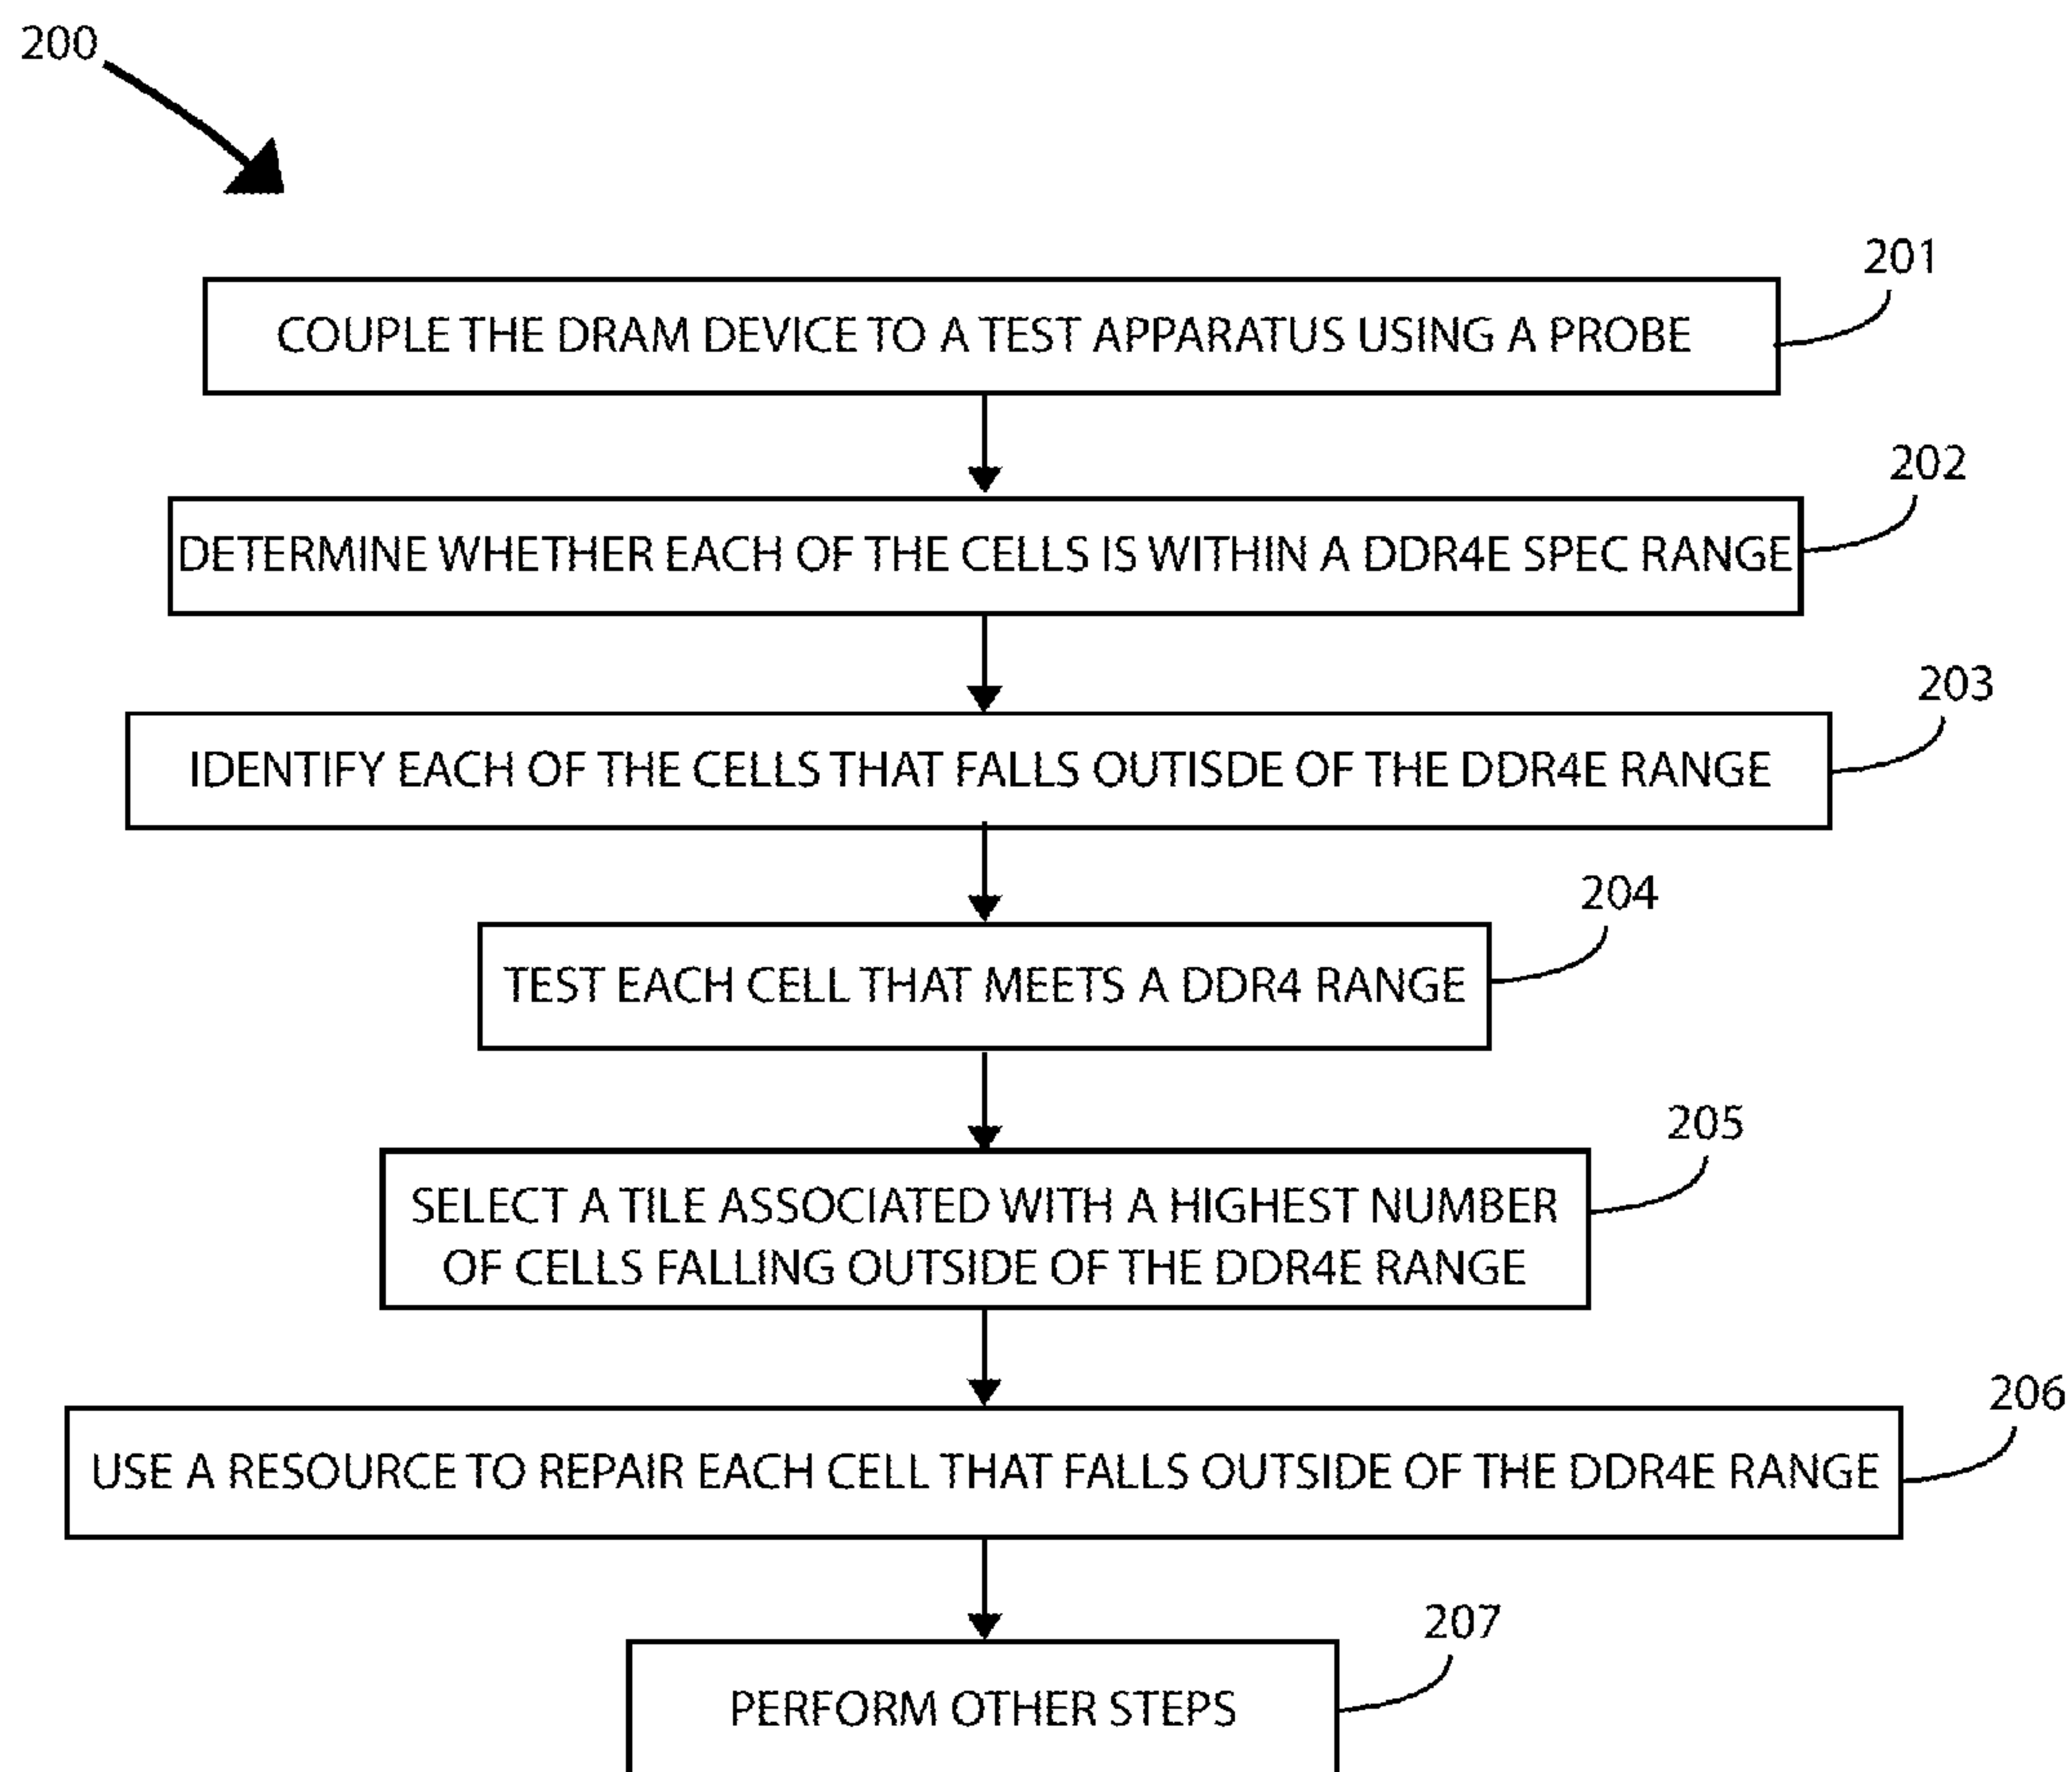 200
201
COUPLE THE DRAM DEVICE TO A TEST APPARATUS USING A PROBE
202
DETERMINE WHETHER EACH OF THE CELLS IS WITHIN A DDR4E SPEC RANGE
203
IDENTIFY EACH OF THE CELLS THAT FALLS OUTISDE OF THE DDR4E RANGE
204
TEST EACH CELL THAT MEETS A DDR4 RANGE
205
SELECT A TILE ASSOCIATED WITH A HIGHEST NUMBER
OF CELLS FALLING OUTSIDE OF THE DDR4E RANGE
206
USE A RESOURCE TO REPAIR EACH CELL THAT FALLS OUTSIDE OF THE DDR4E RANGE
207
PERFORM OTHER STEPS